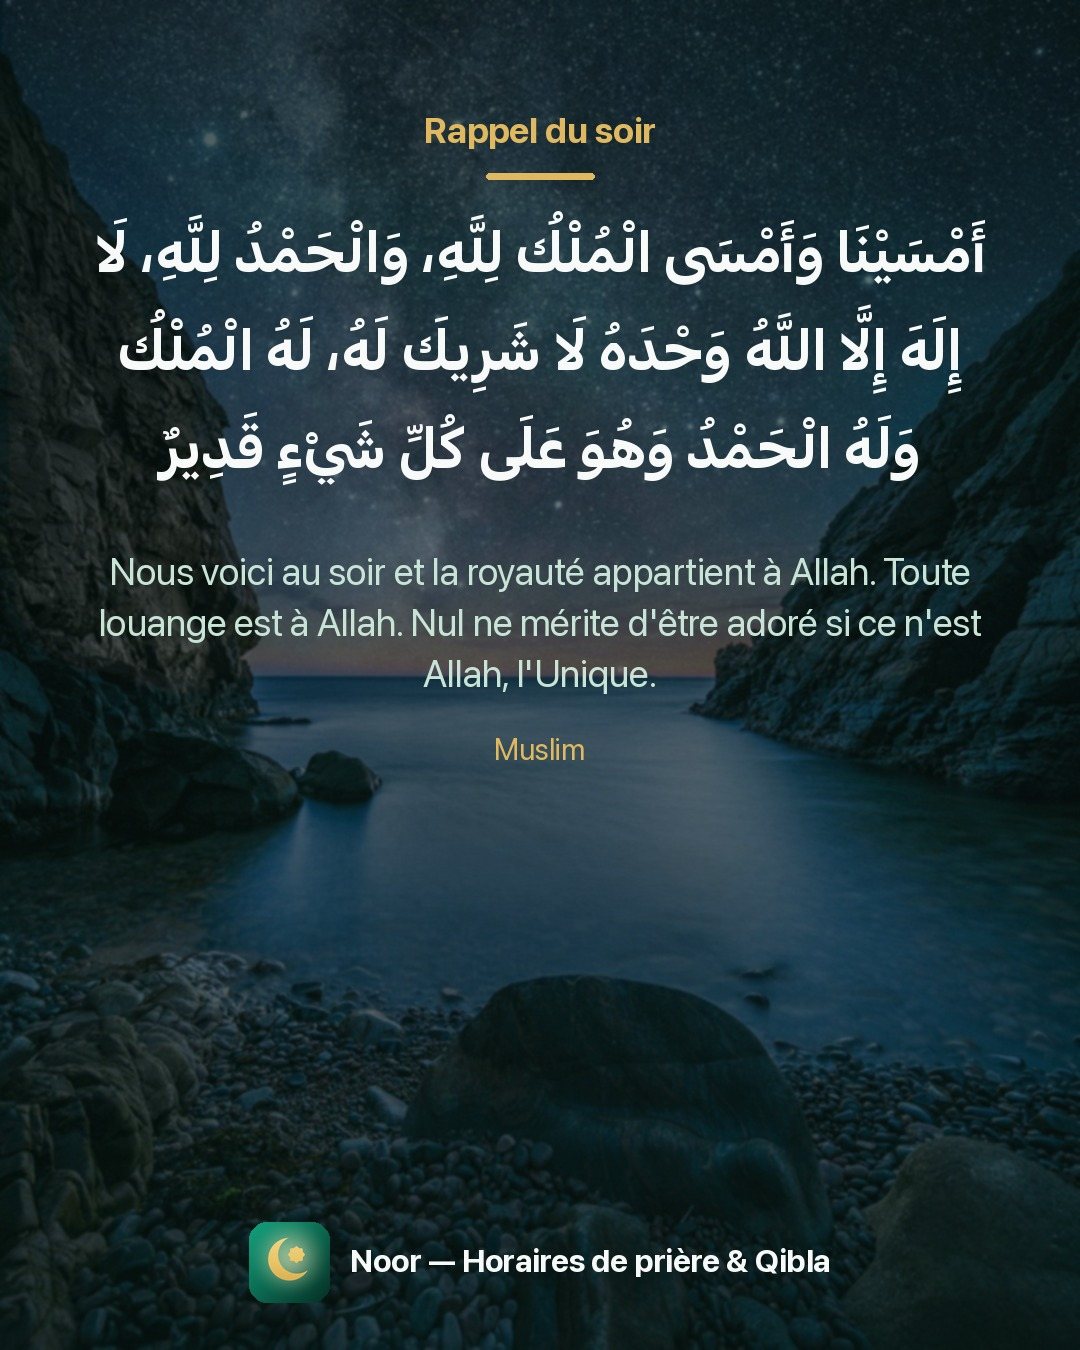 Rappel du soir
أَمْسَيْنَا وَأَمْسَى الْمُلْكُ لِلَّهِ، وَالْحَمْدُ لِلَّهِ، لَا
إِلَهَ إِلَّا اللَّهُ وَحْدَهُ لَا شَرِيكَ لَهُ، لَهُ الْمُلْكُ
وَلَهُ الْحَمْدُ وَهُوَ عَلَى كُلِّ شَيْءٍ قَدِيرٌ
Nous voici au soir et la royauté appartient à Allah. Toute
louange est à Allah. Nul ne mérite d'être adoré si ce n'est
Allah, l'Unique.
Muslim
Noor — Horaires de prière & Qibla